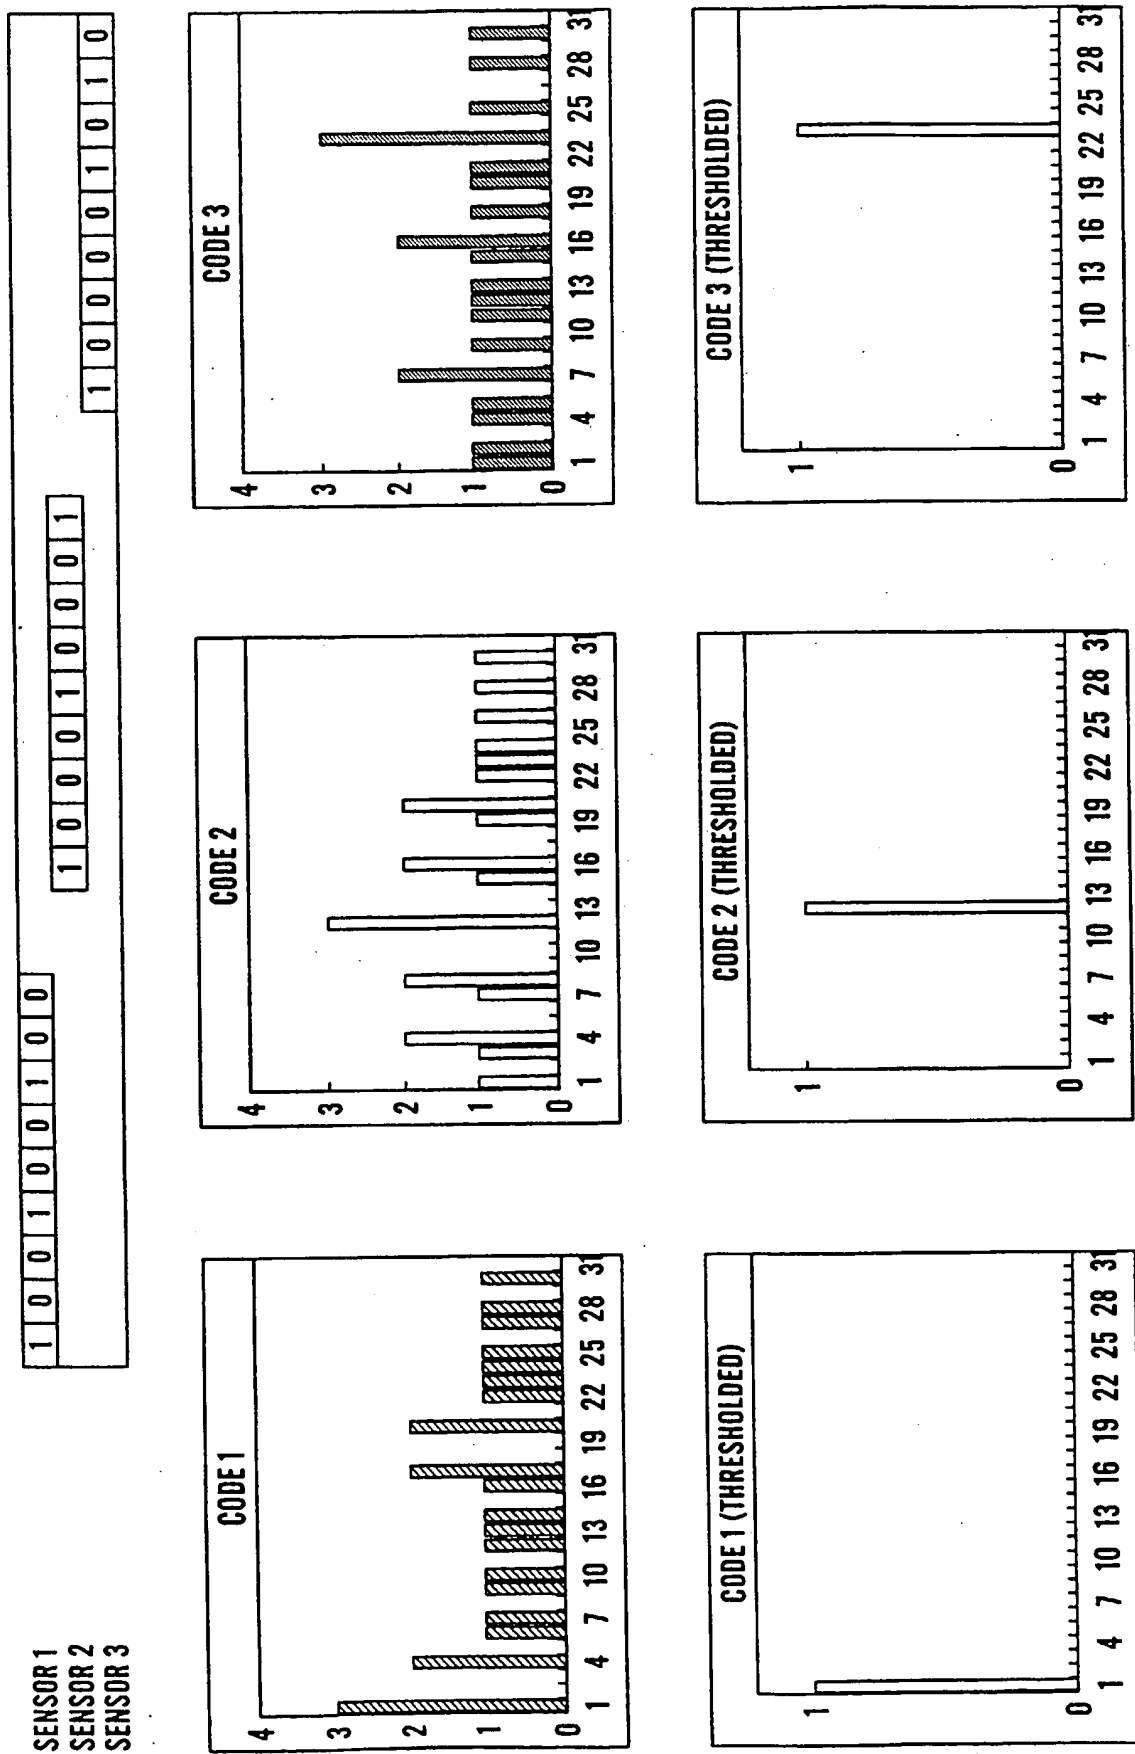 SENSOR 1 1 0 0 1 0 0 1 0 0
SENSOR 2 1 0 0 0 1 0 0 0 1
SENSOR 3 1 0 0 0 0 1 0 1 0
CODE 1
4
3
2
1
0
1 4 7 10 13 16 19 22 25 28 31
CODE 2
4
3
2
1
0
1 4 7 10 13 16 19 22 25 28 31
CODE 3
4
3
2
1
0
1 4 7 10 13 16 19 22 25 28 31
CODE 1 (THRESHOLDED)
1
0
1 4 7 10 13 16 19 22 25 28 31
CODE 2 (THRESHOLDED)
1
0
1 4 7 10 13 16 19 22 25 28 31
CODE 3 (THRESHOLDED)
1
0
1 4 7 10 13 16 19 22 25 28 31